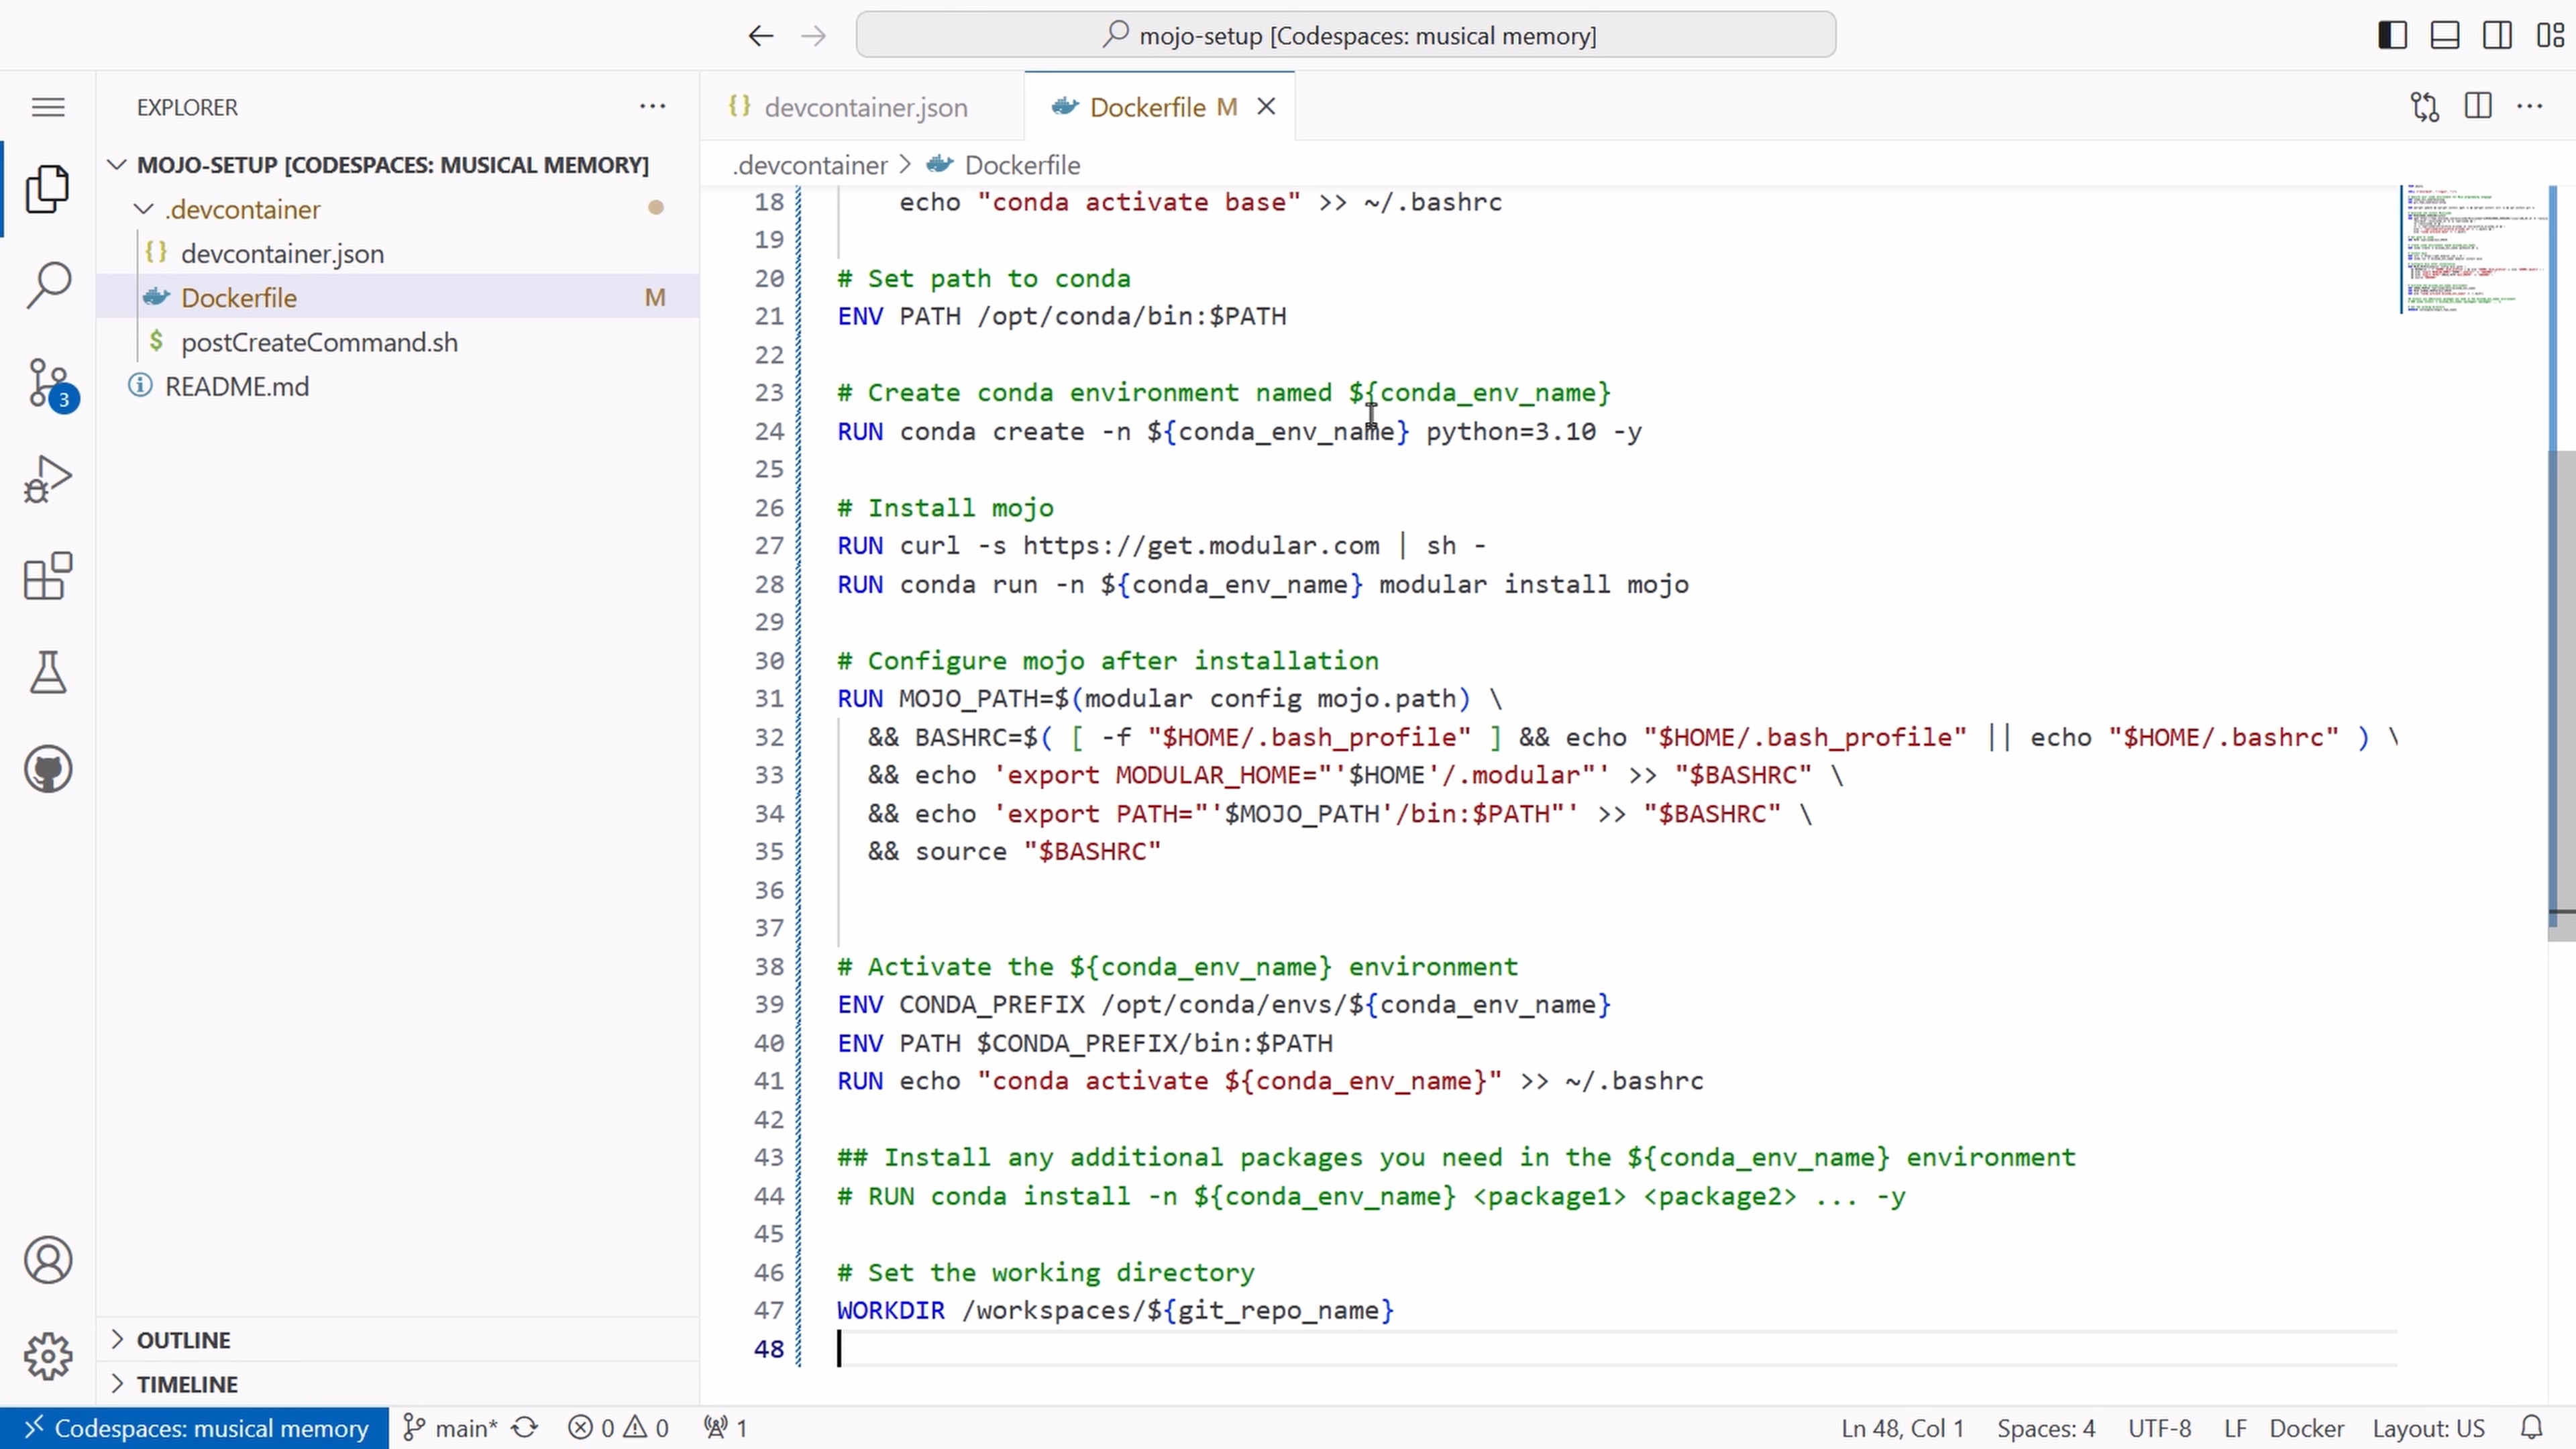 mojo-setup [Codespaces: musical memory]
EXPLORER
MOJO-SETUP [CODESPACES: MUSICAL MEMORY]
.devcontainer
{} devcontainer.json
Dockerfile M
$ postCreateCommand.sh
README.md
3
OUTLINE
TIMELINE
{} devcontainer.json
Dockerfile M
.devcontainer > Dockerfile
18     echo "conda activate base" >> ~/.bashrc
19
20 # Set path to conda
21 ENV PATH /opt/conda/bin:$PATH
22
23 # Create conda environment named ${conda_env_name}
24 RUN conda create -n ${conda_env_name} python=3.10 -y
25
26 # Install mojo
27 RUN curl -s https://get.modular.com | sh -
28 RUN conda run -n ${conda_env_name} modular install mojo
29
30 # Configure mojo after installation
31 RUN MOJO_PATH=$(modular config mojo.path) \
32   && BASHRC=$( [ -f "$HOME/.bash_profile" ] && echo "$HOME/.bash_profile" || echo "$HOME/.bashrc" ) \
33   && echo 'export MODULAR_HOME="'$HOME'/.modular"' >> "$BASHRC" \
34   && echo 'export PATH="'$MOJO_PATH'/bin:$PATH"' >> "$BASHRC" \
35   && source "$BASHRC"
36
37
38 # Activate the ${conda_env_name} environment
39 ENV CONDA_PREFIX /opt/conda/envs/${conda_env_name}
40 ENV PATH $CONDA_PREFIX/bin:$PATH
41 RUN echo "conda activate ${conda_env_name}" >> ~/.bashrc
42
43 ## Install any additional packages you need in the ${conda_env_name} environment
44 # RUN conda install -n ${conda_env_name} <package1> <package2> ... -y
45
46 # Set the working directory
47 WORKDIR /workspaces/${git_repo_name}
48
Codespaces: musical memory main* 0 0 1 Ln 48, Col 1 Spaces: 4 UTF-8 LF Docker Layout: US